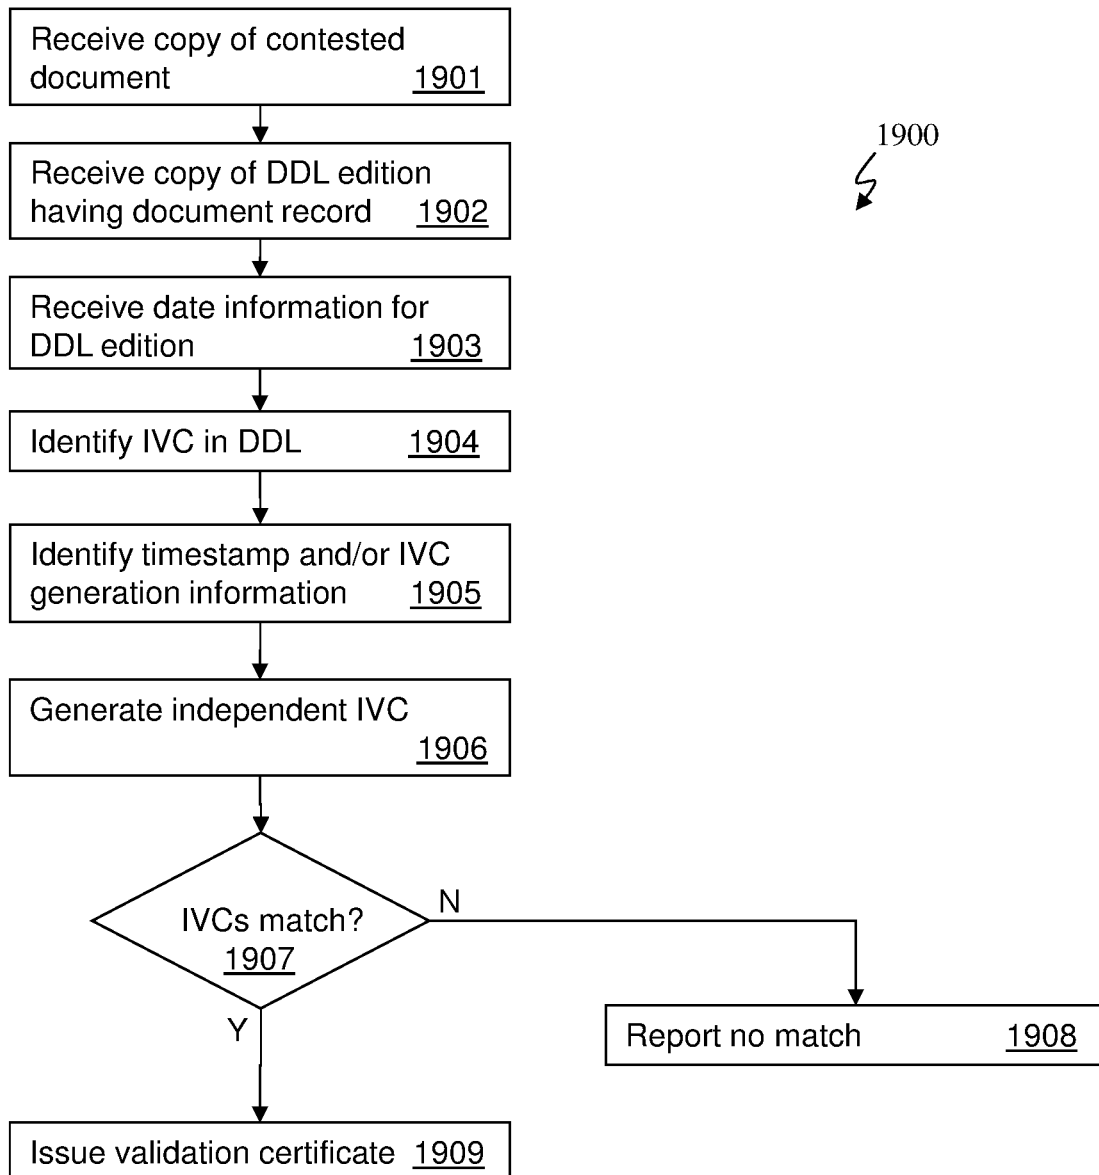 Receive copy of contested
document 1901
1900
Receive copy of DDL edition
having document record 1902
Receive date information for
DDL edition 1903
Identify IVC in DDL 1904
Identify timestamp and/or IVC
generation information 1905
Generate independent IVC
1906
N
IVCs match?
1907
Y
Report no match 1908
Issue validation certificate 1909